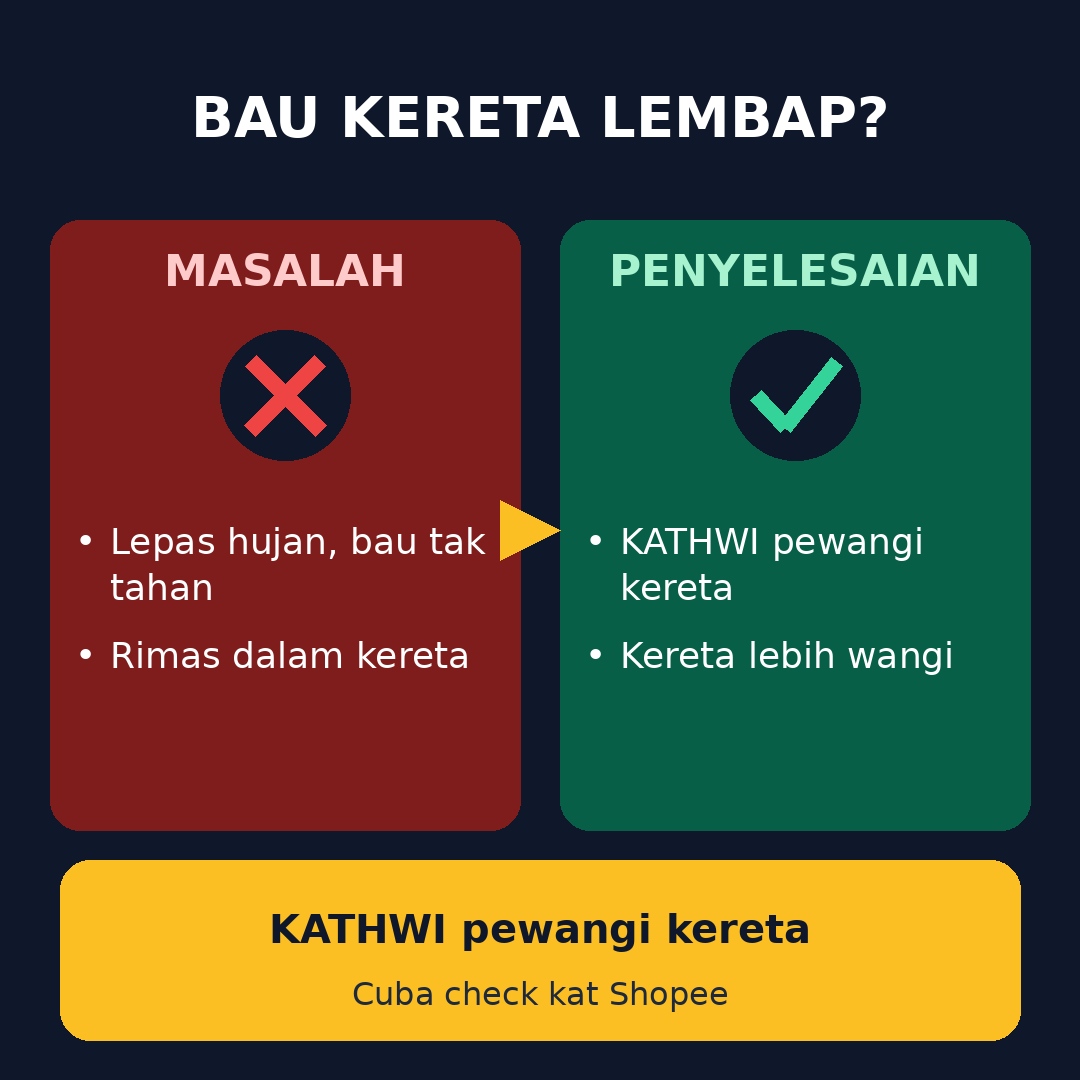 BAU KERETA LEMBAP?
MASALAH
• Lepas hujan, bau tak
tahan
• Rimas dalam kereta
PENYELESAIAN
• KATHWI pewangi
kereta
• Kereta lebih wangi
KATHWI pewangi kereta
Cuba check kat Shopee